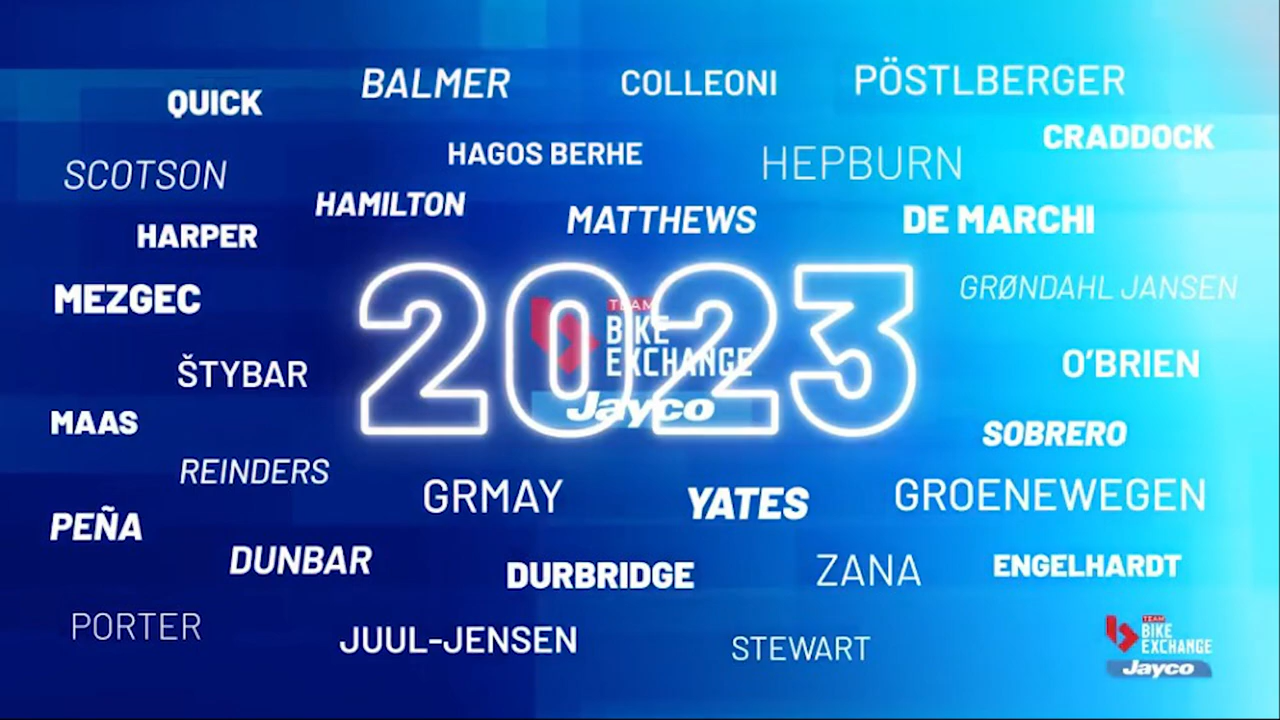 BALMER
COLLEONI
PÖSTLBERGER
QUICK
CRADDOCK
HAGOS BERHE
HEPBURN
SCOTSON
HAMILTON
MATTHEWS
DE MARCHI
HARPER
GRØNDAHL JANSEN
MEZGEC
2023
TEAM
BIKE
EXCHANGE
Jayco
O'BRIEN
ŠTYBAR
MAAS
SOBRERO
REINDERS
GRMAY
YATES
GROENEWEGEN
PEÑA
DUNBAR
DURBRIDGE
ZANA
ENGELHARDT
PORTER
JUUL-JENSEN
STEWART
TEAM
BIKE
EXCHANGE
Jayco